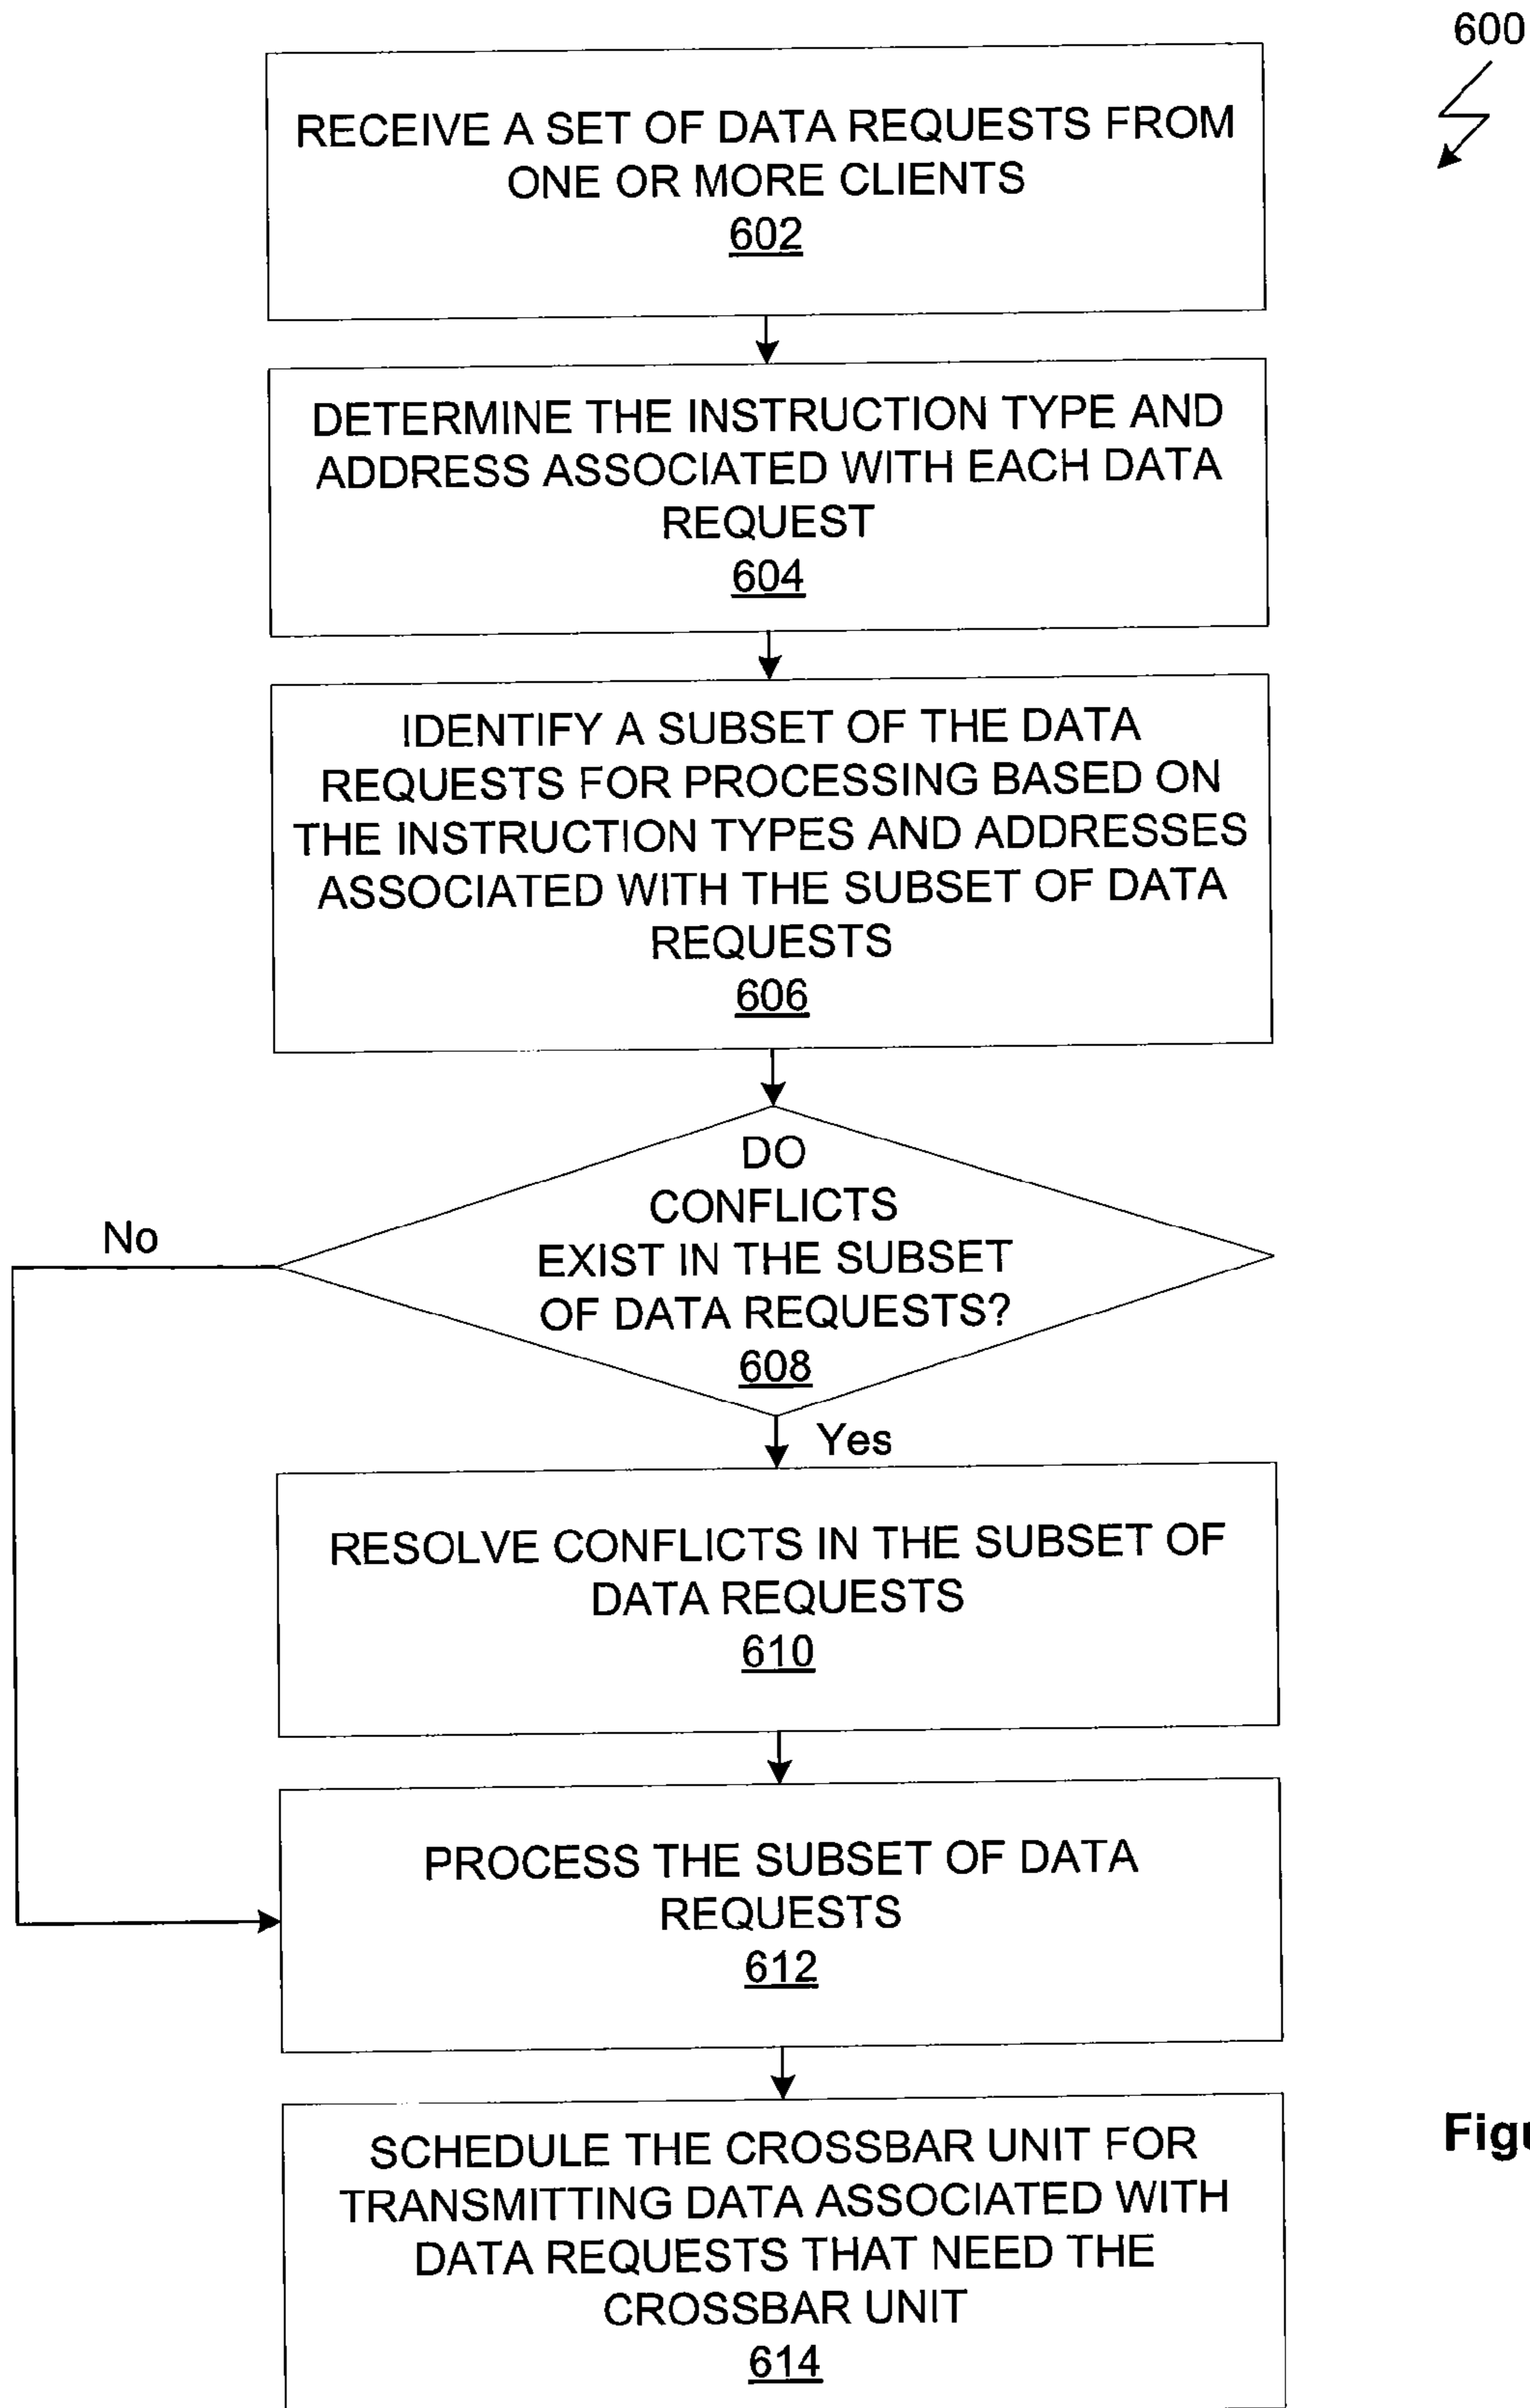 600
RECEIVE A SET OF DATA REQUESTS FROM
ONE OR MORE CLIENTS
602
DETERMINE THE INSTRUCTION TYPE AND
ADDRESS ASSOCIATED WITH EACH DATA
REQUEST
604
IDENTIFY A SUBSET OF THE DATA
REQUESTS FOR PROCESSING BASED ON
THE INSTRUCTION TYPES AND ADDRESSES
ASSOCIATED WITH THE SUBSET OF DATA
REQUESTS
606
DO
CONFLICTS
EXIST IN THE SUBSET
OF DATA REQUESTS?
608
No
Yes
RESOLVE CONFLICTS IN THE SUBSET OF
DATA REQUESTS
610
PROCESS THE SUBSET OF DATA
REQUESTS
612
SCHEDULE THE CROSSBAR UNIT FOR
TRANSMITTING DATA ASSOCIATED WITH
DATA REQUESTS THAT NEED THE
CROSSBAR UNIT
614